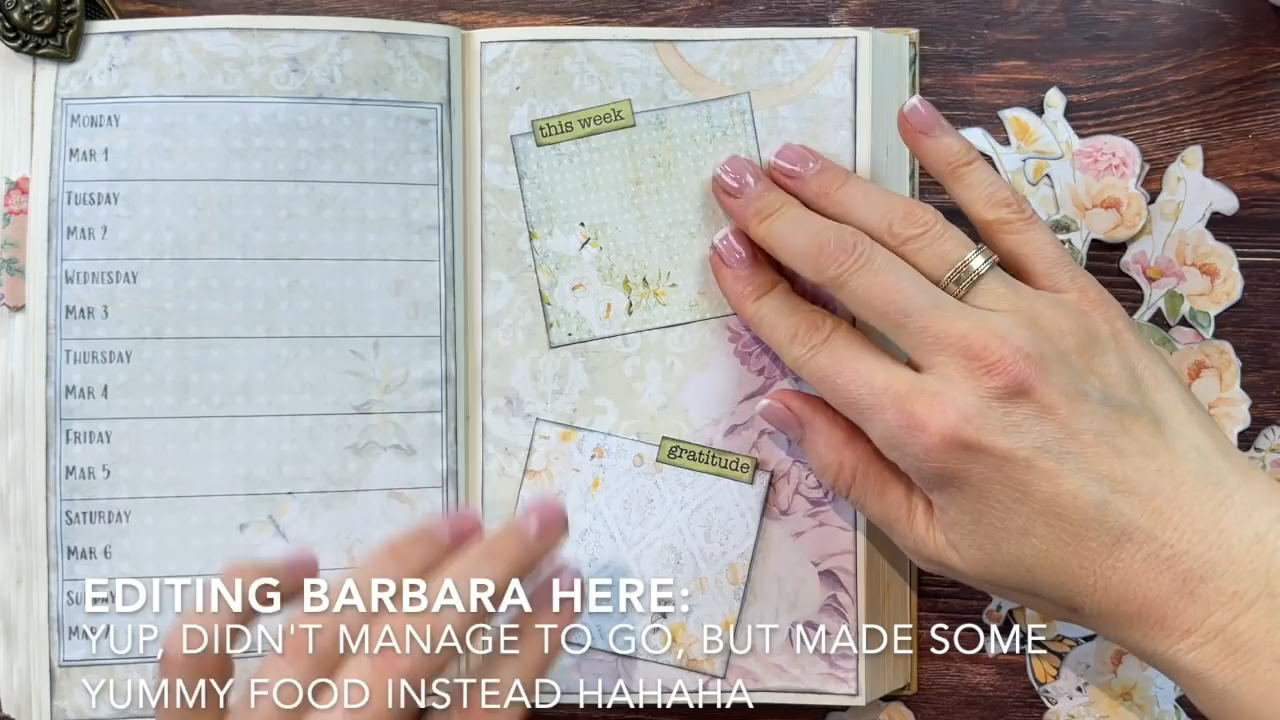 MONDAY
MAR 1
TUESDAY
MAR 2
WEDNESDAY
MAR 3
THURSDAY
MAR 4
FRIDAY
MAR 5
SATURDAY
MAR 6
this week
gratitude
EDITING BARBARA HERE:
YUP, DIDN'T MANAGE TO GO, BUT MADE SOME
YUMMY FOOD INSTEAD HAHAHA